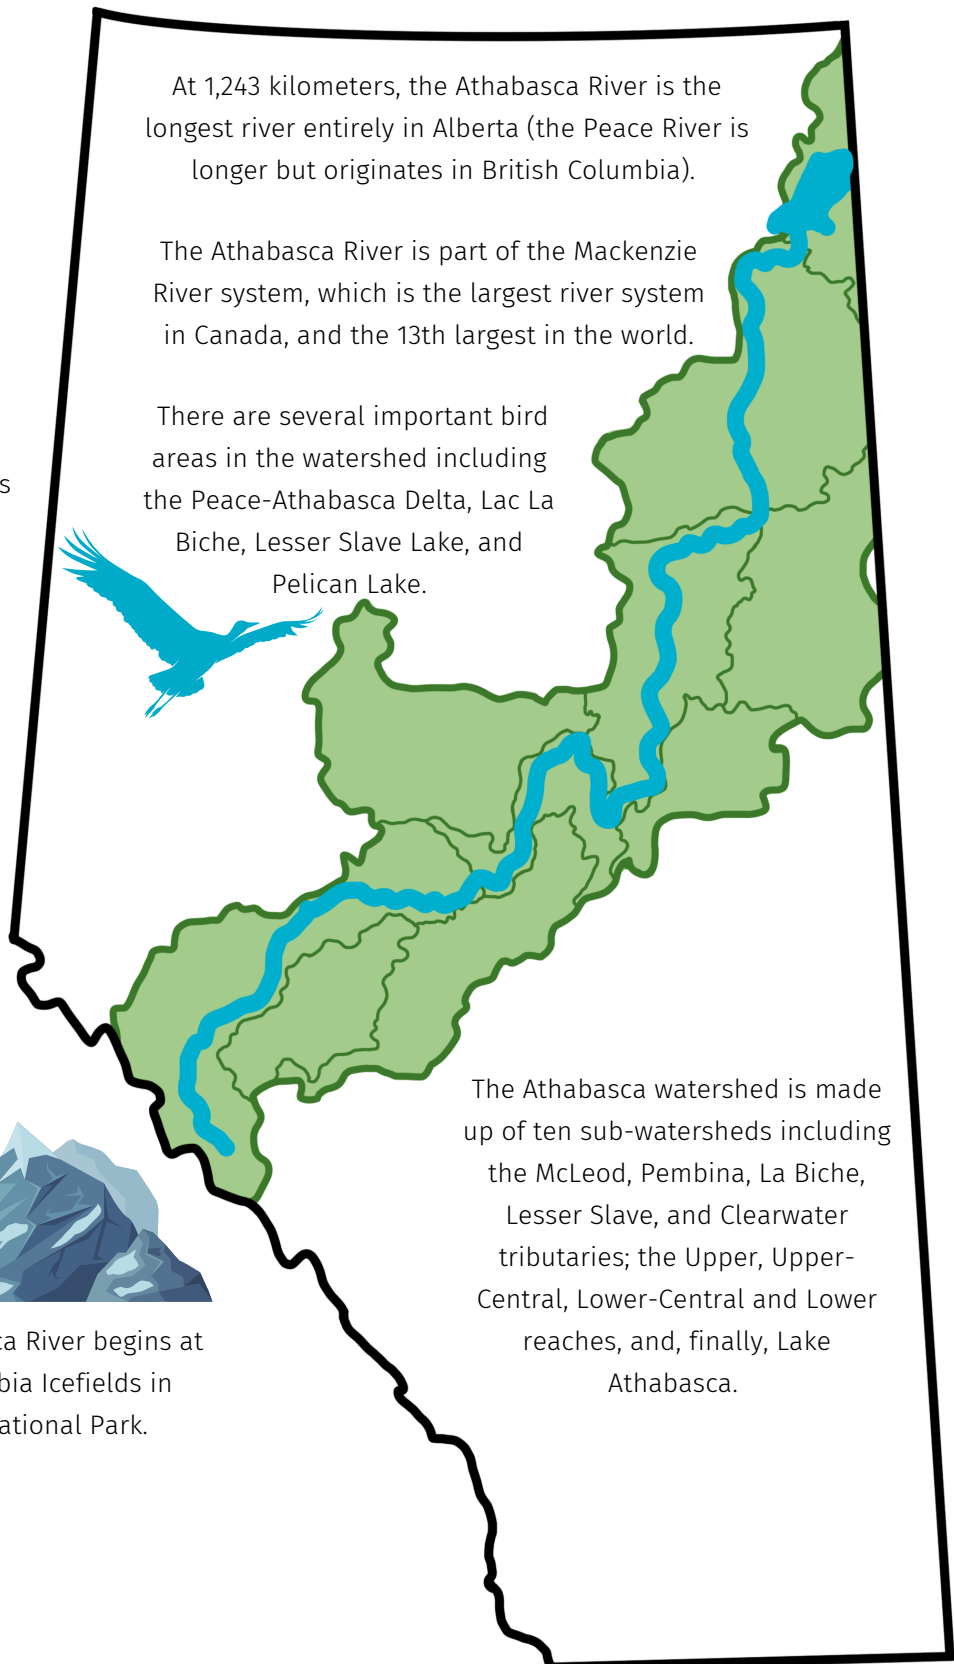 At 1,243 kilometers, the Athabasca River is the
longest river entirely in Alberta (the Peace River is
longer but originates in British Columbia).
The Athabasca River is part of the Mackenzie
River system, which is the largest river system
in Canada, and the 13th largest in the world.
There are several important bird
areas in the watershed including
the Peace-Athabasca Delta, Lac La
Biche, Lesser Slave Lake, and
Pelican Lake.
s
The Athabasca watershed is made
up of ten sub-watersheds including
the McLeod, Pembina, La Biche,
Lesser Slave, and Clearwater
tributaries; the Upper, Upper-
Central, Lower-Central and Lower
reaches, and, finally, Lake
Athabasca.
ca River begins at
bia Icefields in
ational Park.